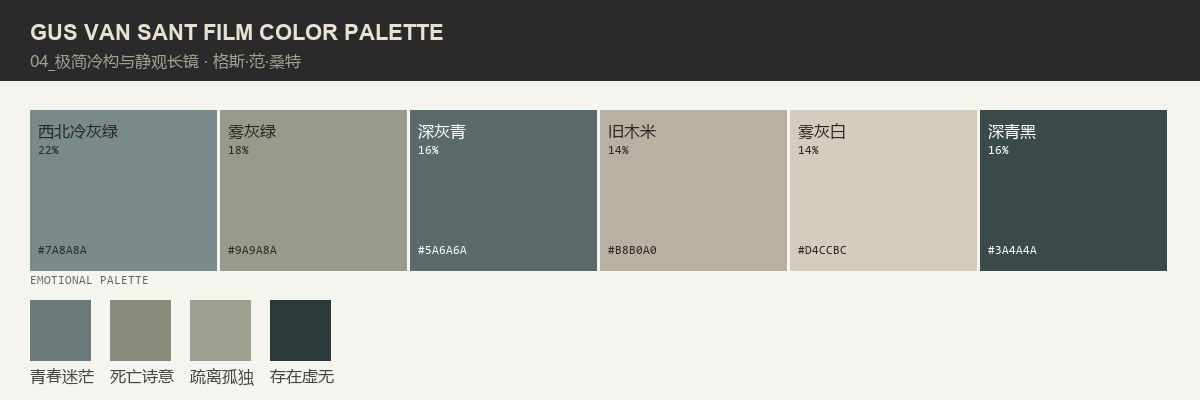 GUS VAN SANT FILM COLOR PALETTE
04_极简冷构与静观长镜 · 格斯·范·桑特
西北冷灰绿
22%
#7A8A8A
雾灰绿
18%
#9A9A8A
深灰青
16%
#5A6A6A
旧木米
14%
#B8B0A0
雾灰白
14%
#D4CCBC
深青黑
16%
#3A4A4A
EMOTIONAL PALETTE
青春迷茫
死亡诗意
疏离孤独
存在虚无